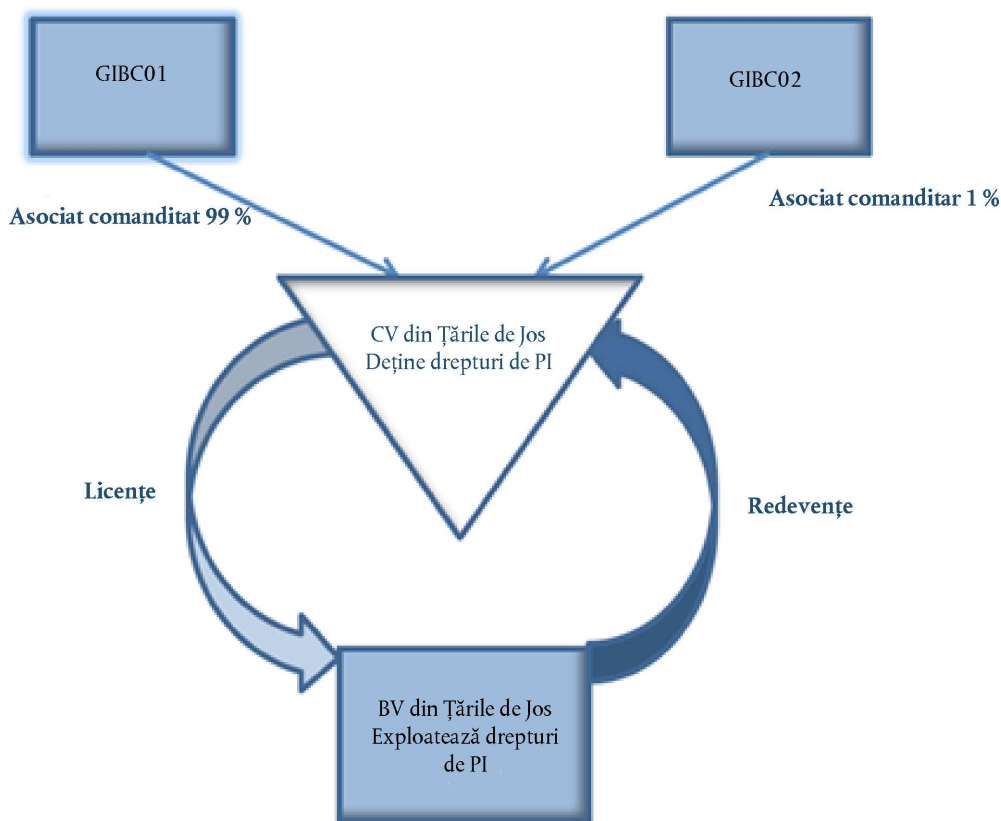 GIBC01
GIBC02
Asociat comanditat 99 %
Asociat comanditar 1 %
CV din Țările de Jos
Deține drepturi de PI
Licențe
Redevențe
BV din Țările de Jos
Exploatează drepturi
de PI